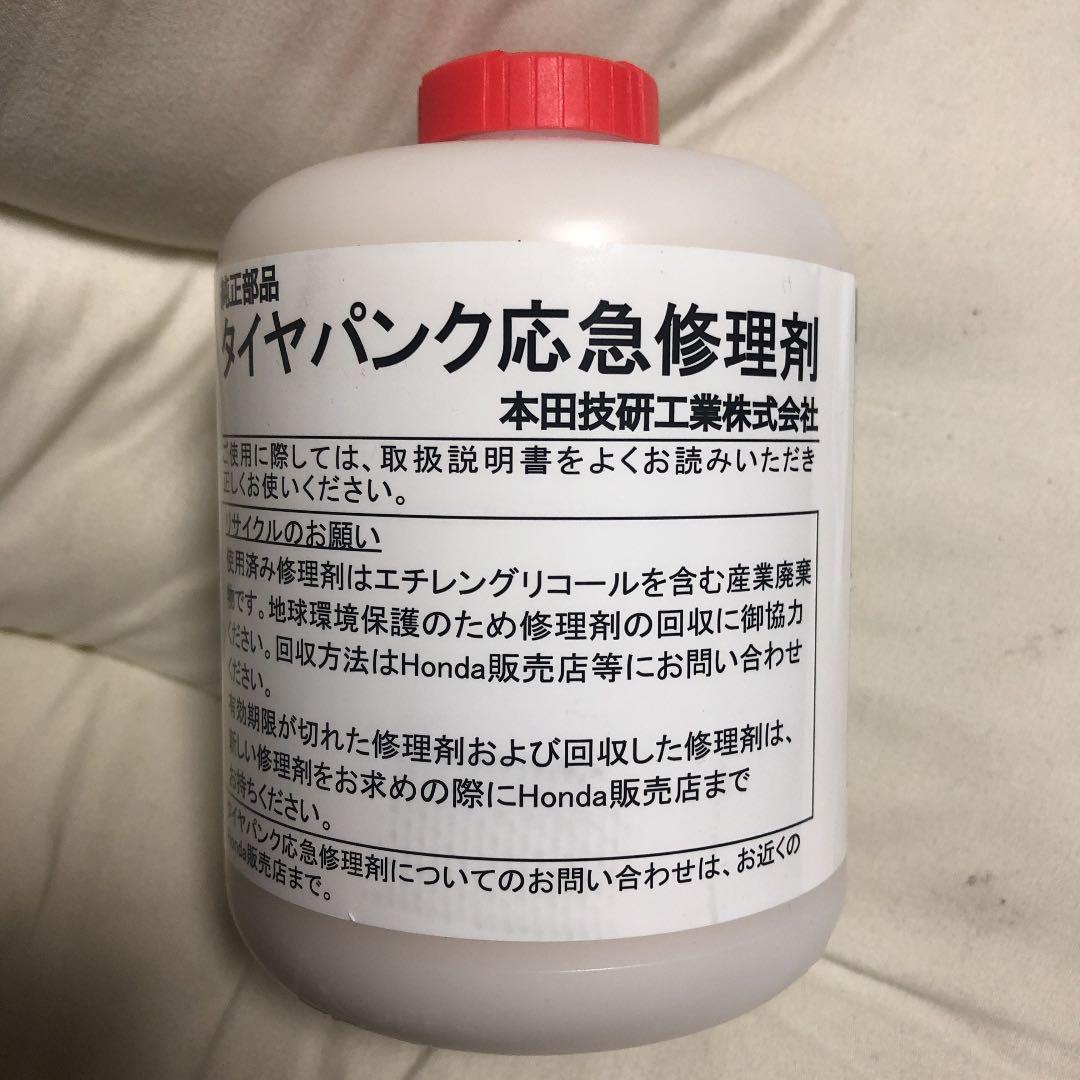 純正部品
タイヤパンク応急修理剤
本田技研工業株式会社
ご使用に際しては、取扱説明書をよくお読みいただき
正しくお使いください。
リサイクルのお願い
使用済み修理剤はエチレングリコールを含む産業廃棄
物です。地球環境保護のため修理剤の回収に御協力
ください。回収方法はHonda販売店等にお問い合わせ
ください。
有効期限が切れた修理剤および回収した修理剤は、
新しい修理剤をお求めの際にHonda販売店まで
お持ちください。
タイヤパンク応急修理剤についてのお問い合わせは、お近くの
Honda販売店まで。